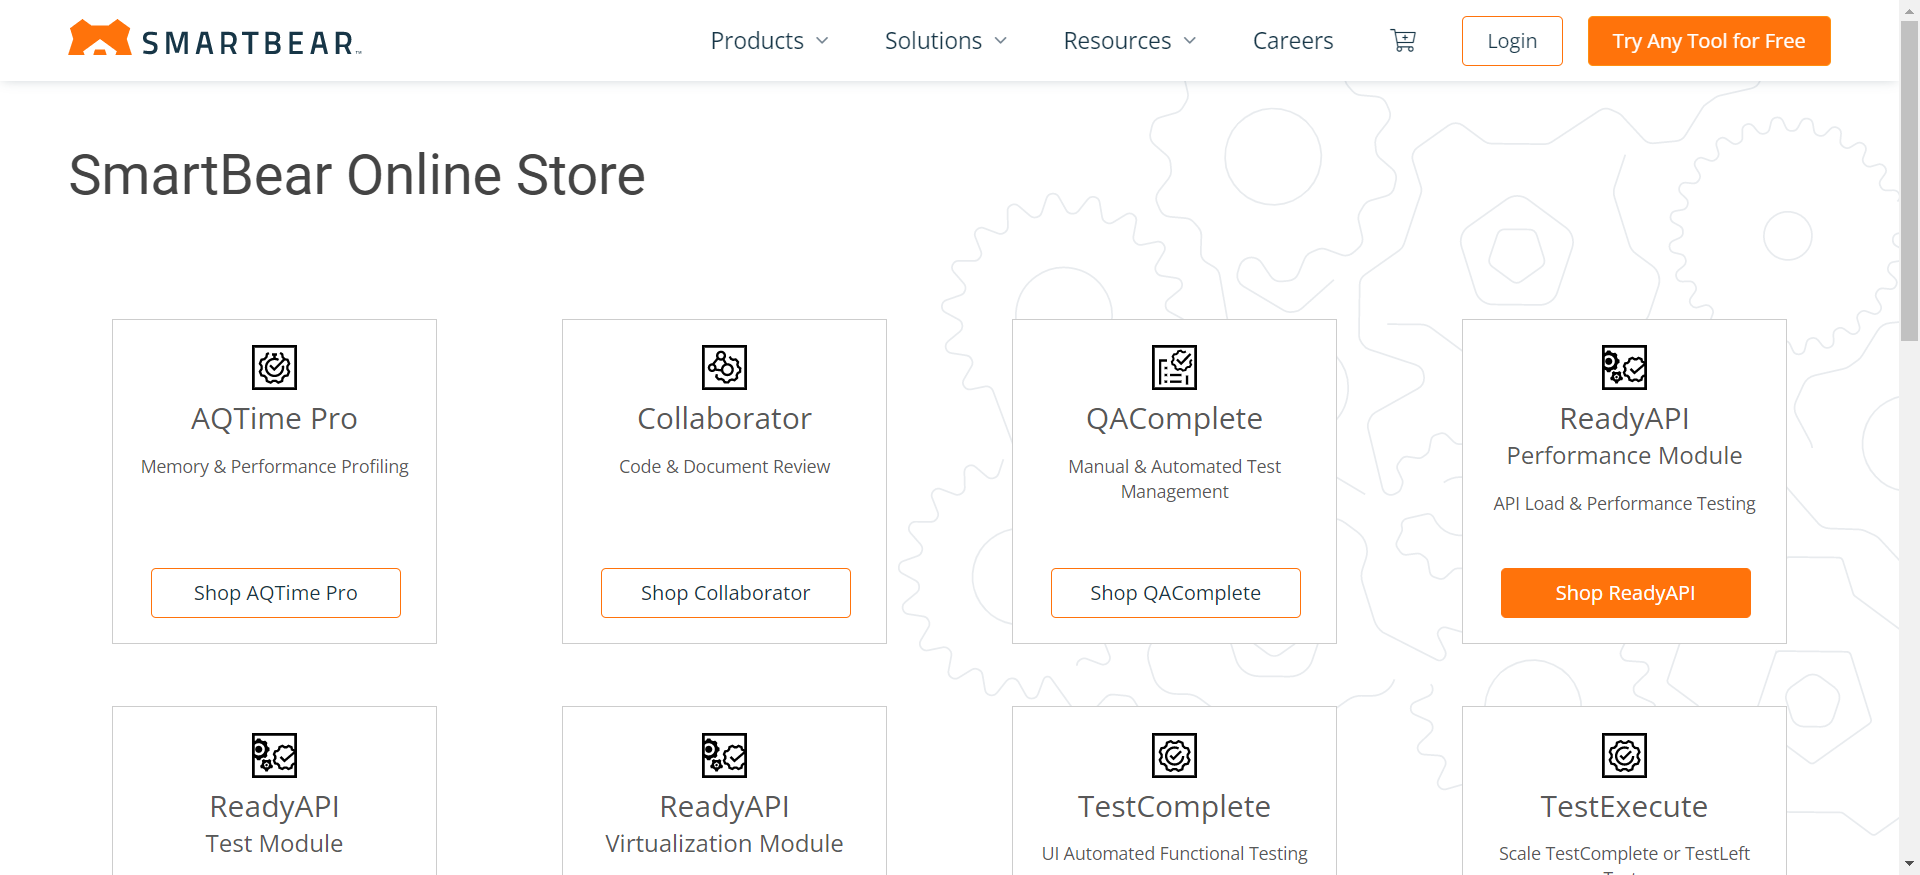 SMARTBEAR™
Products
Solutions
Resources
Careers
Login
Try Any Tool for Free
SmartBear Online Store
AQTime Pro
Memory & Performance Profiling
Shop AQTime Pro
Collaborator
Code & Document Review
Shop Collaborator
QAComplete
Manual & Automated Test
Management
Shop QAComplete
ReadyAPI
Performance Module
API Load & Performance Testing
Shop ReadyAPI
ReadyAPI
Test Module
ReadyAPI
Virtualization Module
TestComplete
UI Automated Functional Testing
TestExecute
Scale TestComplete or TestLeft